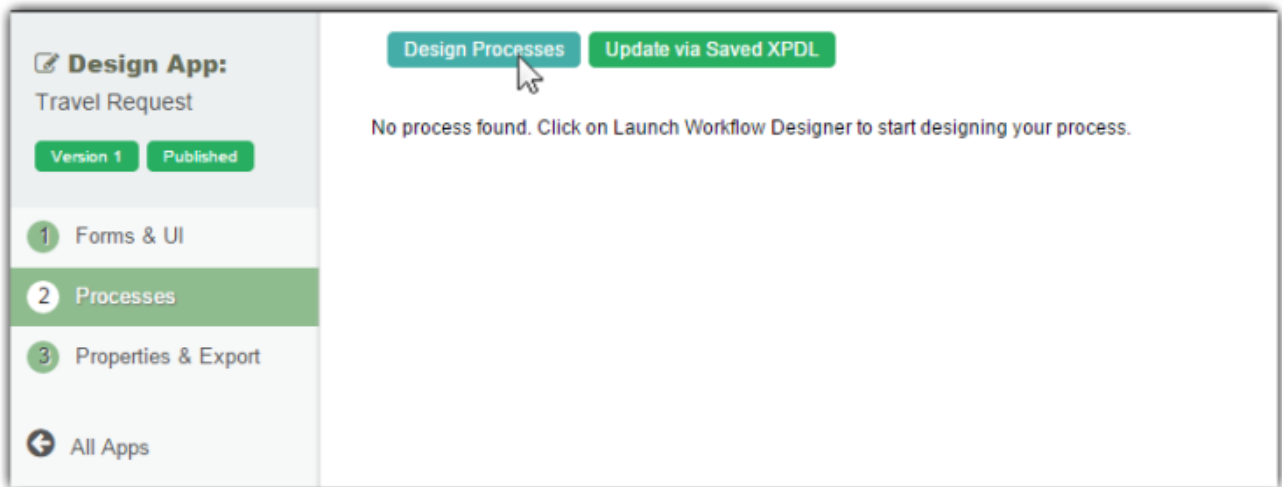 Design App:
Travel Request
Version 1 Published
1 Forms & UI
2 Processes
3 Properties & Export
All Apps
Design Processes Update via Saved XPDL
No process found. Click on Launch Workflow Designer to start designing your process.